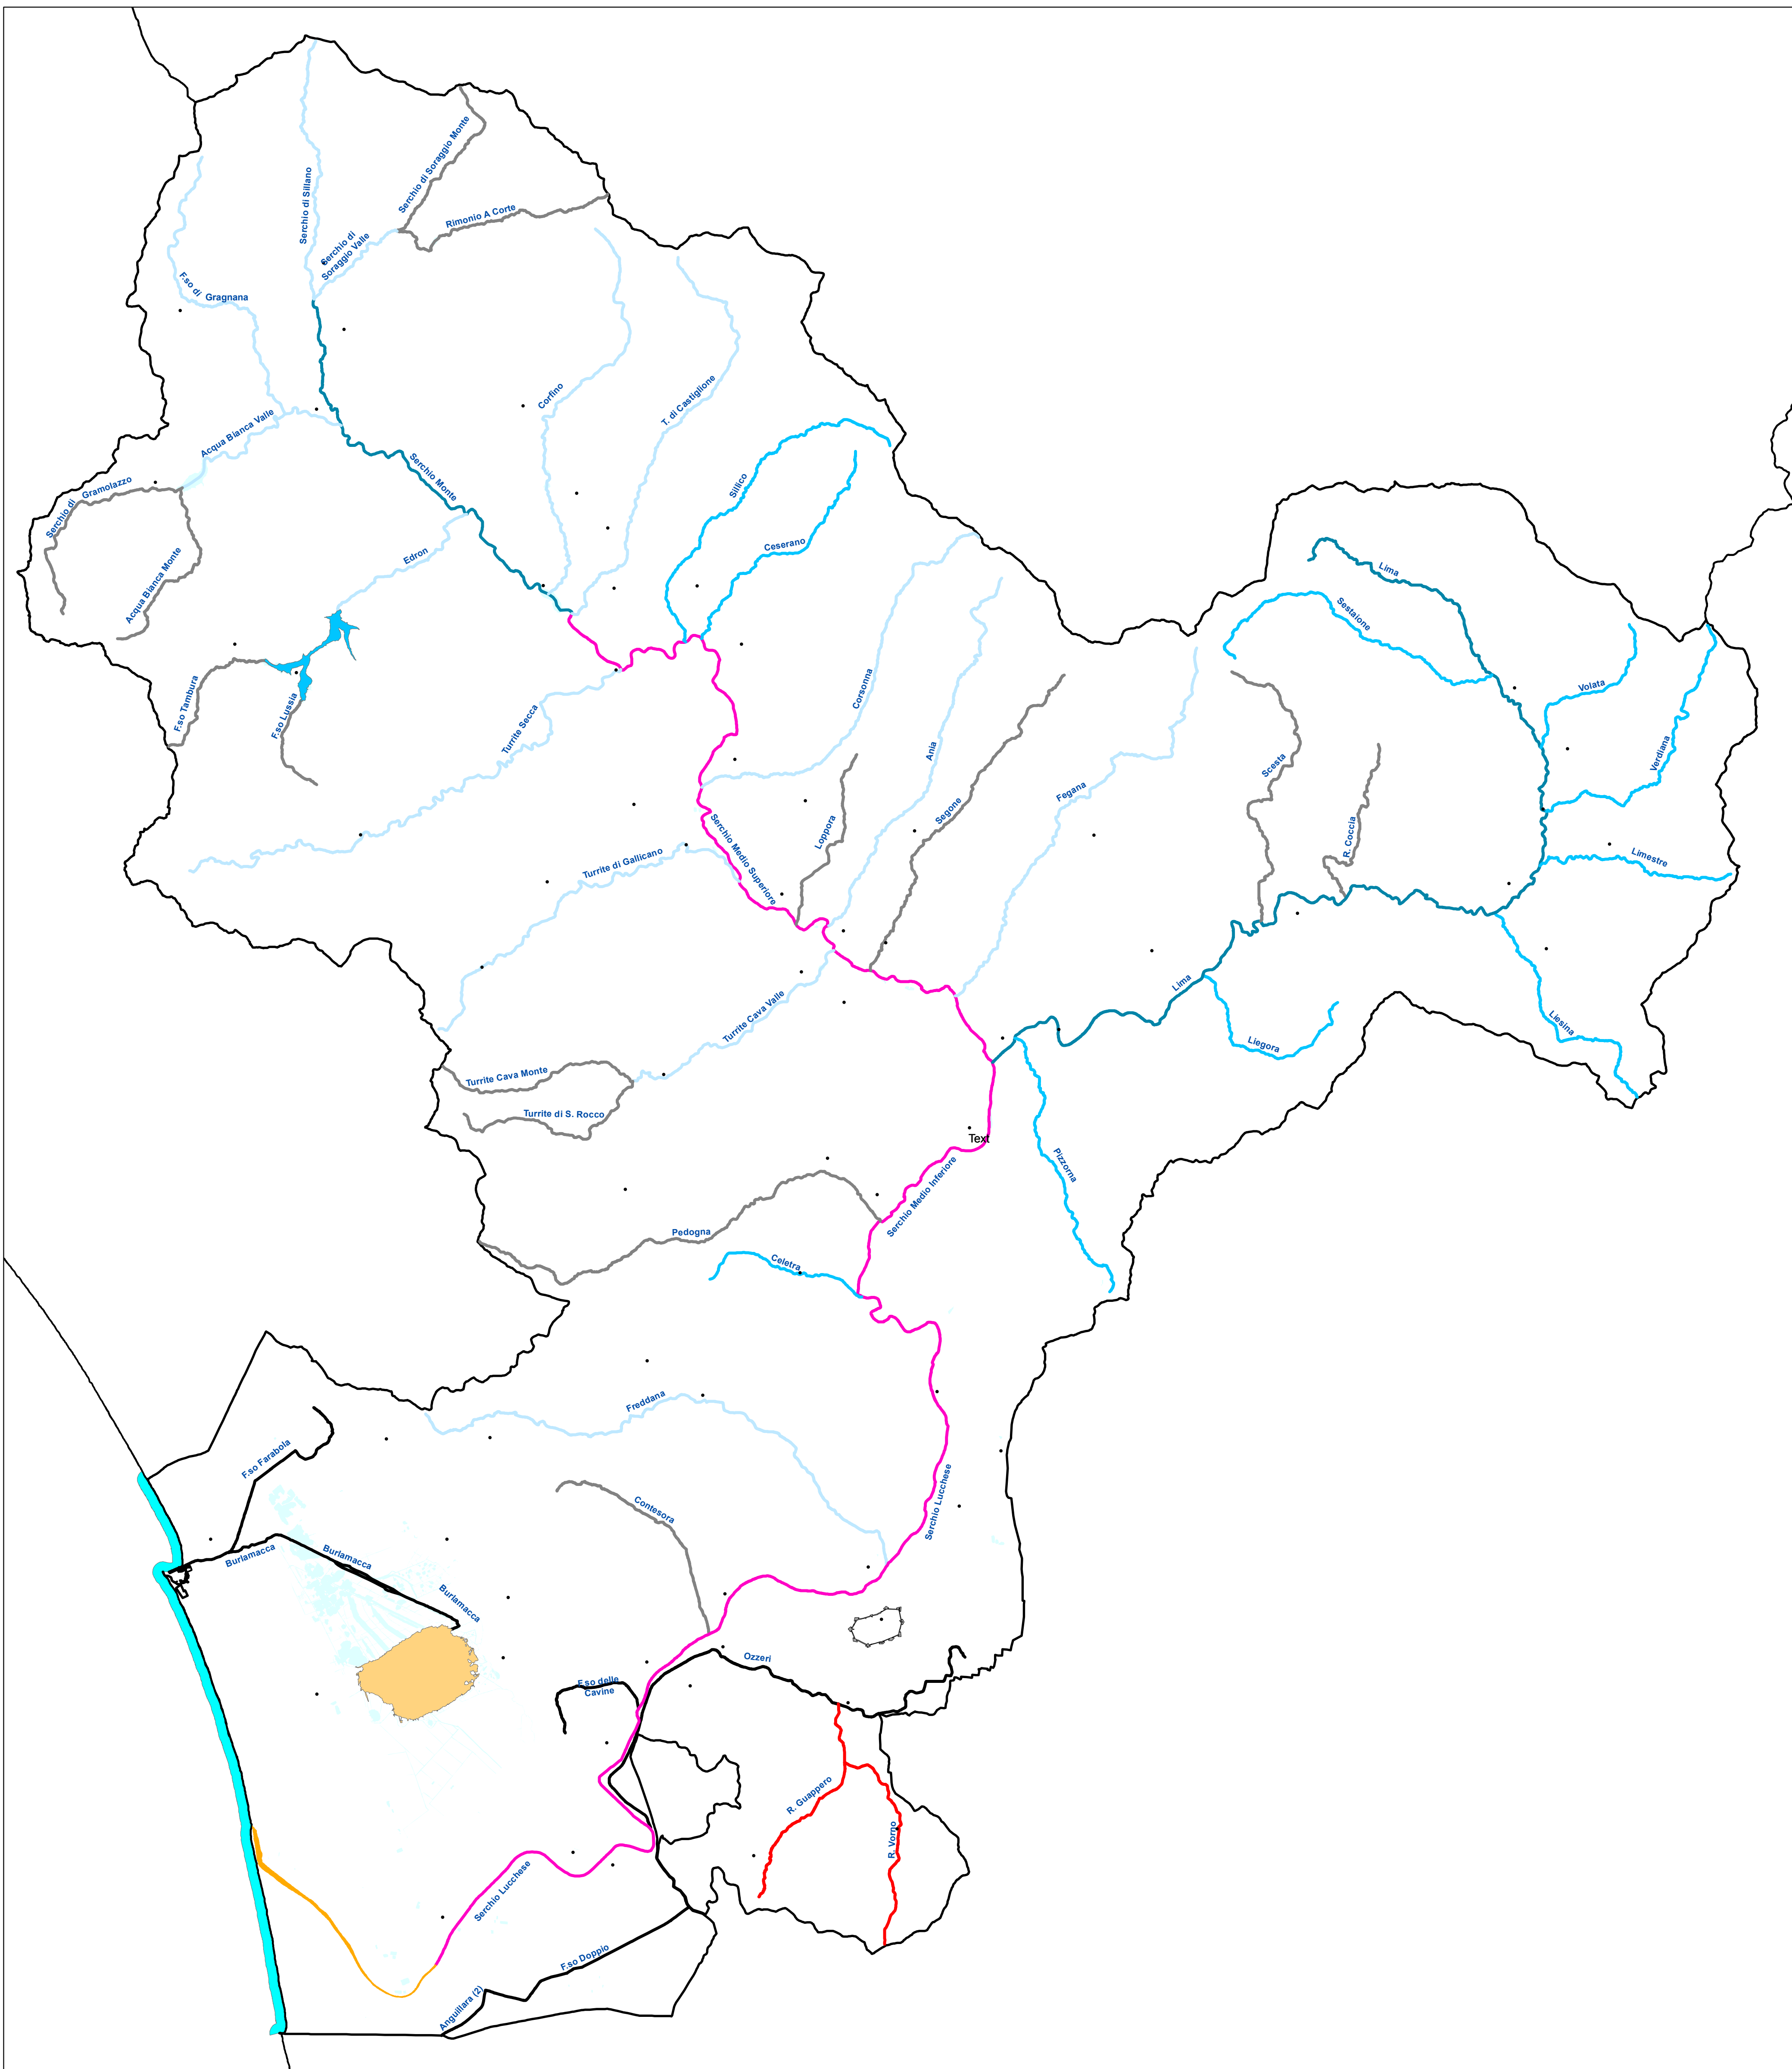 Serchio di Soraggio Monte
Serchio di Sillano
Rimonio A Corte
Serchio di
Soraggio Valle
F.so di Gragnana
Corfino
T. di Castiglione
Acqua Bianca Valle
Serchio Monte
Sillico
Serchio di Gramolazzo
Ceserano
Edron
Acqua Bianca Monte
Lima
Sestaione
Corsonna
F.so Tambura
F.so Lussia
Volata
Turrite Secca
Ania
Verdiana
Scesta
Fegana
Segone
Loppora
R. Coccia
Serchio Medio Superiore
Turrite di Gallicano
Limestre
Lima
Turrite Cava Valle
Liesina
Liegora
Turrite Cava Monte
Turrite di S. Rocco
Text
Pizzorna
Serchio Medio Inferiore
Pedogna
Celetra
Freddana
F.so Farabola
Contesora
Serchio Lucchese
Burlamacca
Burlamacca
Burlamacca
Ozzeri
F.so delle
Cavine
R. Guappero
R. Vorno
Serchio Lucchese
F.so Doppio
Anguillara (2)